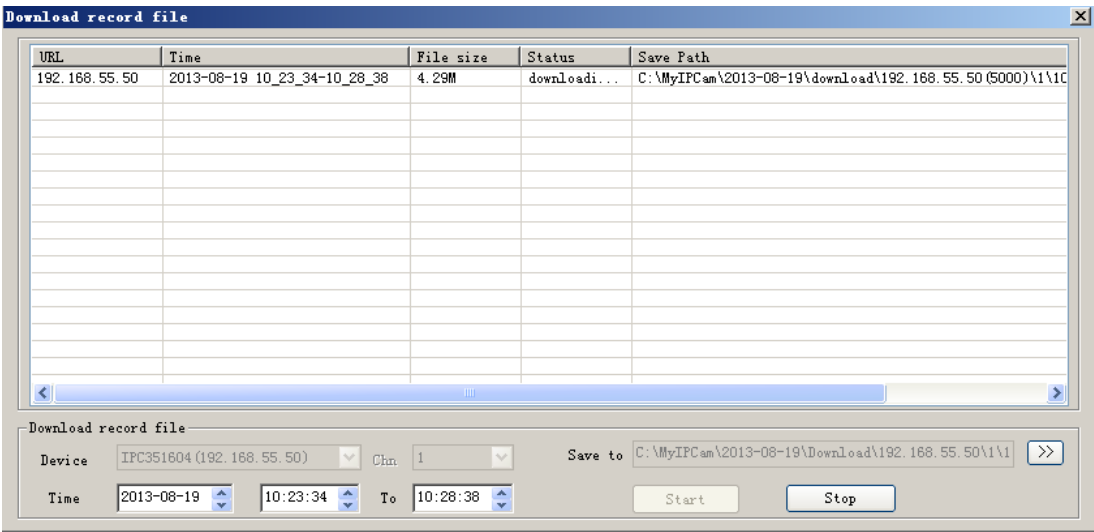 Download record file
URL Time File size Status Save Path
192.168.55.50 2013-08-19 10_23_34-10_28_38 4.29M downloadi... C:\MyIPCam\2013-08-19\download\192.168.55.50(5000)\1\10
Download record file
Device IPC351604(192.168.55.50) Chn 1 Save to C:\MyIPCam\2013-08-19\Download\192.168.55.50\1\1 >>
Time 2013-08-19 10:23:34 To 10:28:38 Start Stop